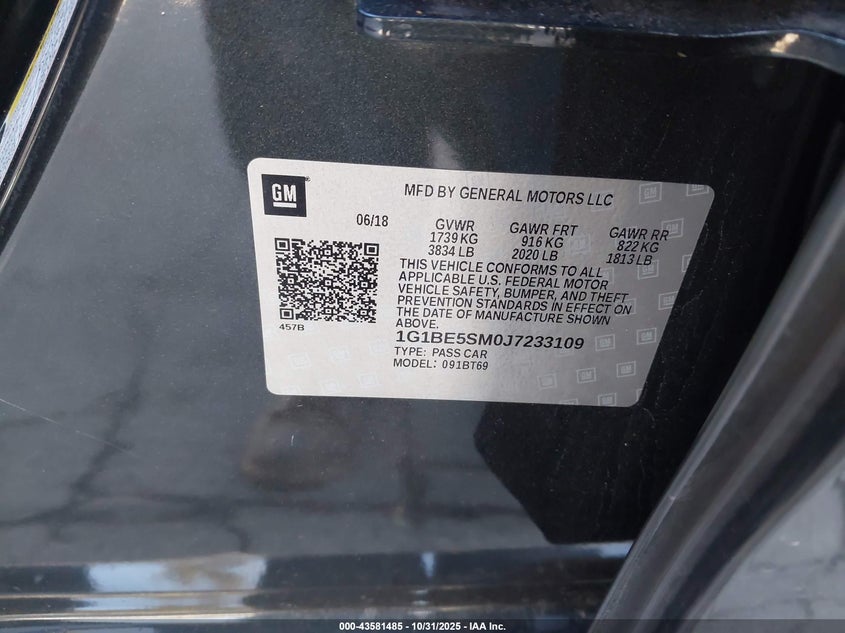 GM
MFD BY GENERAL MOTORS LLC
06/18 GVWR GAWR FRT GAWR RR
1739 KG 916 KG 822 KG
3834 LB 2020 LB 1813 LB
THIS VEHICLE CONFORMS TO ALL
APPLICABLE U.S. FEDERAL MOTOR
VEHICLE SAFETY, BUMPER, AND THEFT
PREVENTION STANDARDS IN EFFECT ON
THE DATE OF MANUFACTURE SHOWN
ABOVE.
457B
1G1BE5SM0J7233109
TYPE: PASS CAR
MODEL: 091BT69
000-43581485 - 10/31/2025 - IAA Inc.